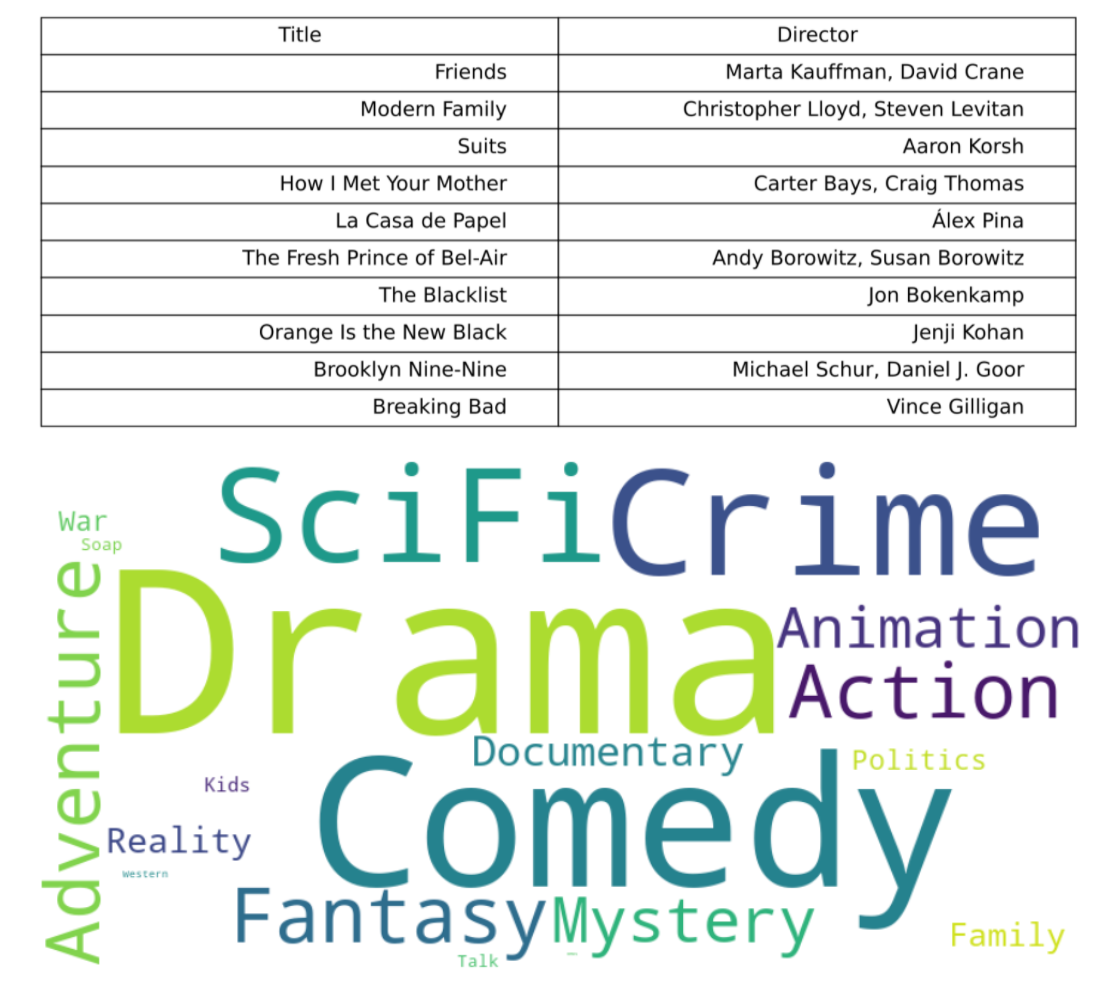 Title Director
Friends Marta Kauffman, David Crane
Modern Family Christopher Lloyd, Steven Levitan
Suits Aaron Korsh
How I Met Your Mother Carter Bays, Craig Thomas
La Casa de Papel Álex Pina
The Fresh Prince of Bel-Air Andy Borowitz, Susan Borowitz
The Blacklist Jon Bokenkamp
Orange Is the New Black Jenji Kohan
Brooklyn Nine-Nine Michael Schur, Daniel J. Goor
Breaking Bad Vince Gilligan
SciFi
Crime
War
Soap
Adventure
Drama
Animation
Action
Documentary
Politics
Kids
Comedy
Reality
Western
Fantasy
Mystery
Family
Talk